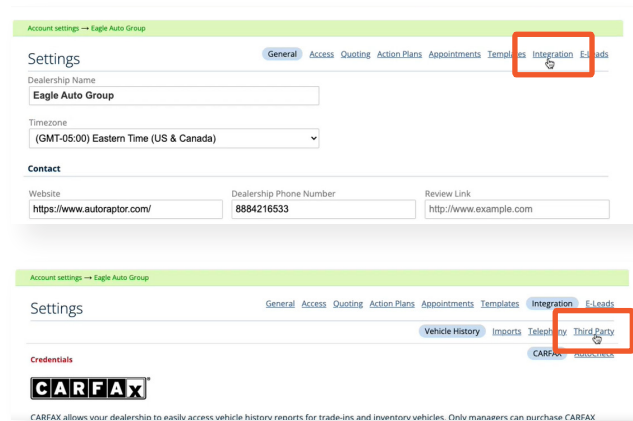 Account settings → Eagle Auto Group
Settings
General Access Quoting Action Plans Appointments Templates Integration E-Leads
Dealership Name
Eagle Auto Group
Timezone
(GMT-05:00) Eastern Time (US & Canada)
Contact
Website Dealership Phone Number Review Link
https://www.autoraptor.com/ 8884216533 http://www.example.com
Account settings → Eagle Auto Group
Settings
General Access Quoting Action Plans Appointments Templates Integration E-Leads
Vehicle History Imports Telephony Third Party
Credentials CARFAX AutoCheck
CARFAX
CARFAX allows your dealership to easily access vehicle history reports for trade-ins and inventory vehicles. Only managers can purchase CARFAX